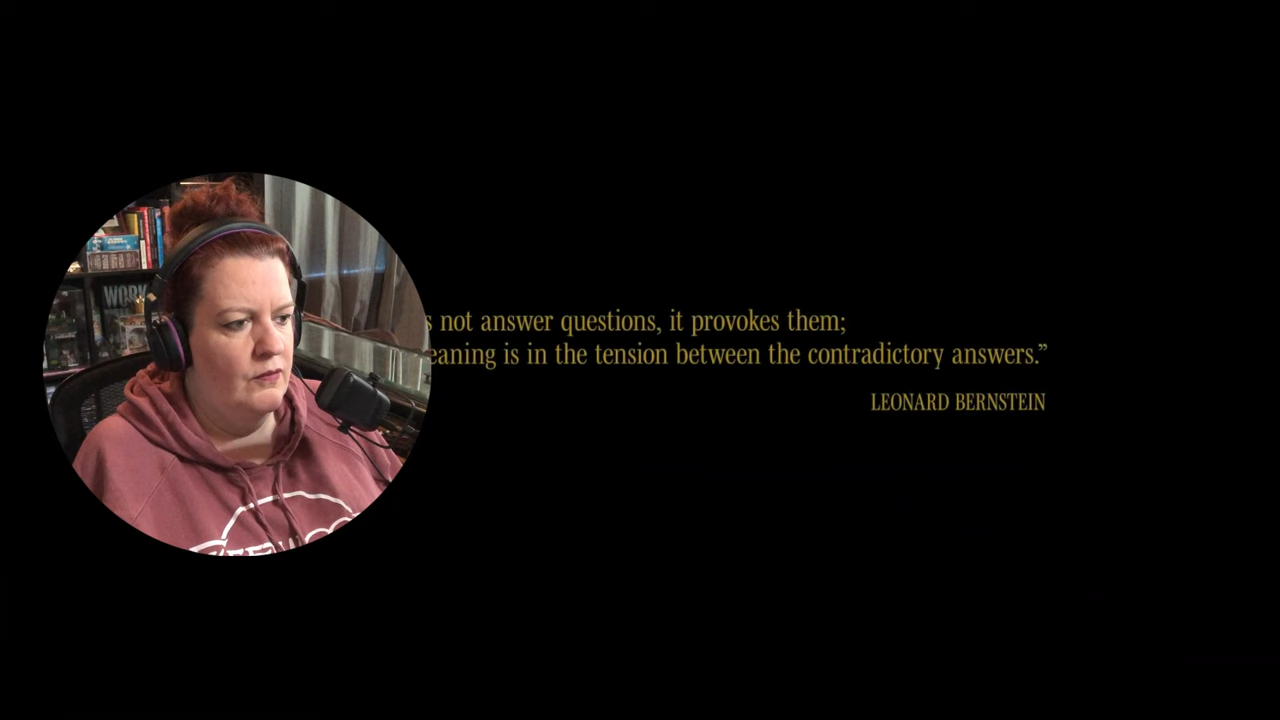 WORK
not answer questions, it provokes them;
is in the tension between the contradictory answers.”
LEONARD BERNSTEIN